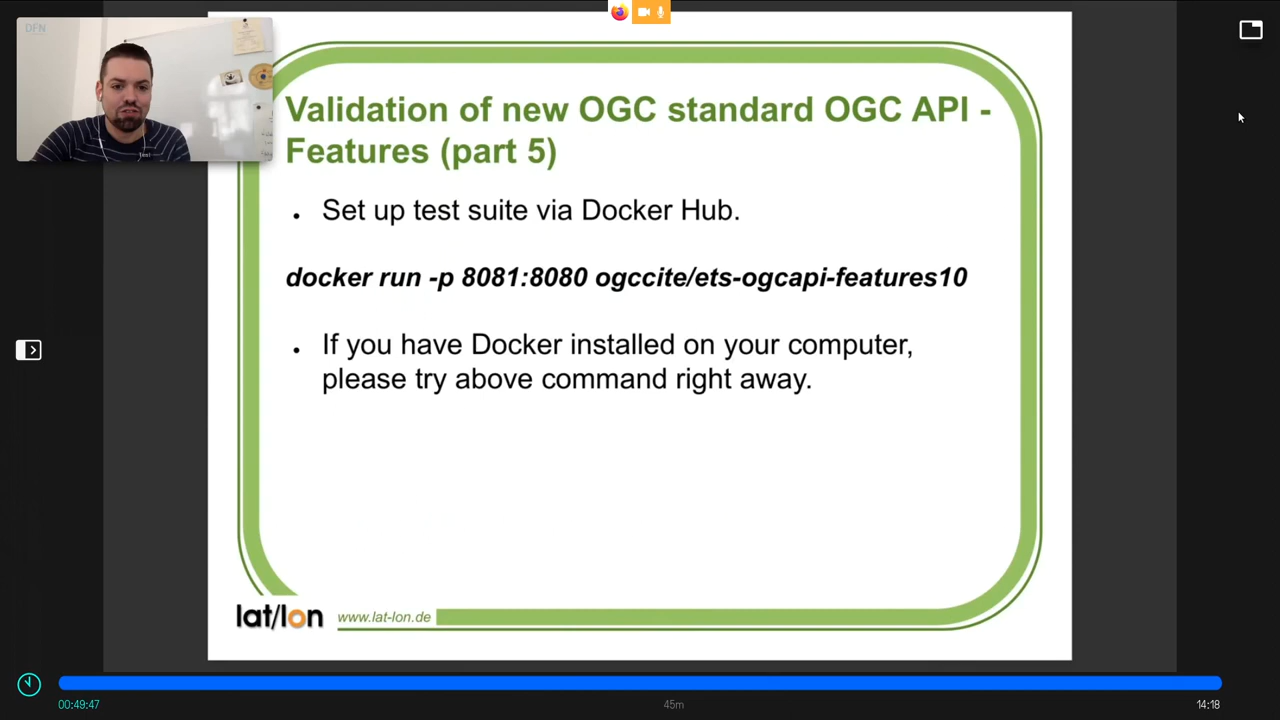 DFN
Validation of new OGC standard OGC API -
Features (part 5)
Set up test suite via Docker Hub.
docker run -p 8081:8080 ogccite/ets-ogcapi-features10
If you have Docker installed on your computer,
please try above command right away.
lat/lon
www.lat-lon.de
00:49:47
45m
14:18